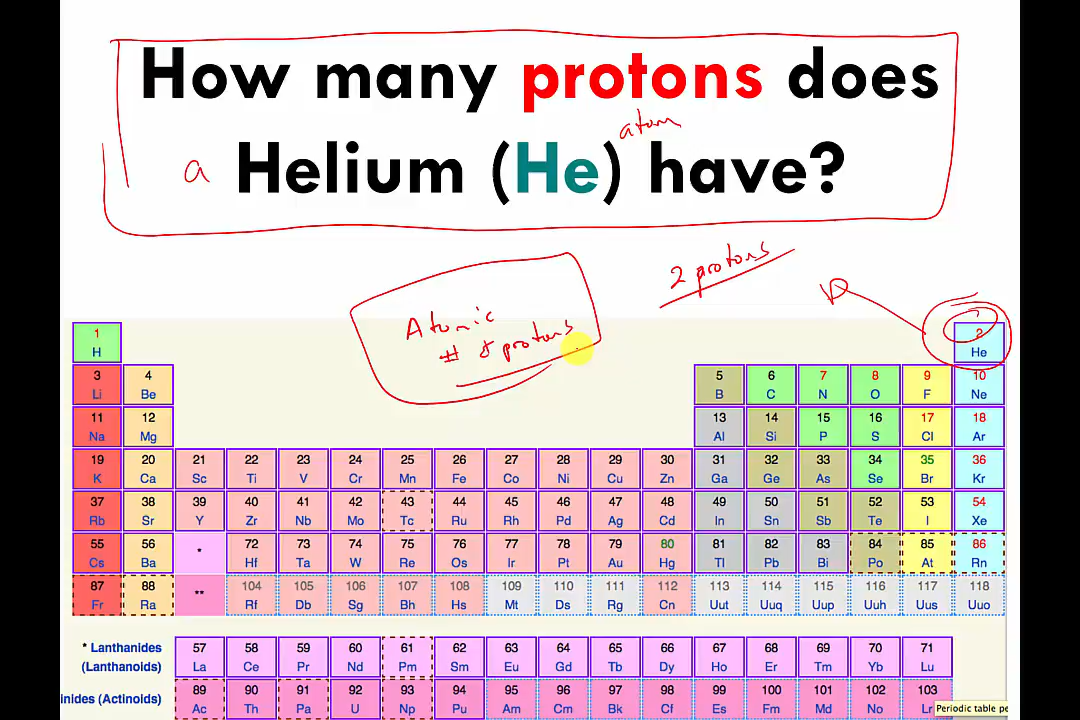 How many protons does
atom
a Helium (He) have?
2 protons
Atomic
# of protons
1 2
H He
3 4 5 6 7 8 9 10
Li Be B C N O F Ne
11 12 13 14 15 16 17 18
Na Mg Al Si P S Cl Ar
19 20 21 22 23 24 25 26 27 28 29 30 31 32 33 34 35 36
K Ca Sc Ti V Cr Mn Fe Co Ni Cu Zn Ga Ge As Se Br Kr
37 38 39 40 41 42 43 44 45 46 47 48 49 50 51 52 53 54
Rb Sr Y Zr Nb Mo Tc Ru Rh Pd Ag Cd In Sn Sb Te I Xe
55 56 * 72 73 74 75 76 77 78 79 80 81 82 83 84 85 86
Cs Ba Hf Ta W Re Os Ir Pt Au Hg Tl Pb Bi Po At Rn
87 88 ** 104 105 106 107 108 109 110 111 112 113 114 115 116 117 118
Fr Ra Rf Db Sg Bh Hs Mt Ds Rg Cn Uut Uuq Uup Uuh Uus Uuo
* Lanthanides 57 58 59 60 61 62 63 64 65 66 67 68 69 70 71
(Lanthanoids) La Ce Pr Nd Pm Sm Eu Gd Tb Dy Ho Er Tm Yb Lu
inides (Actinoids) 89 90 91 92 93 94 95 96 97 98 99 100 101 102 103
Ac Th Pa U Np Pu Am Cm Bk Cf Es Fm Md No Lr
Periodic table pe